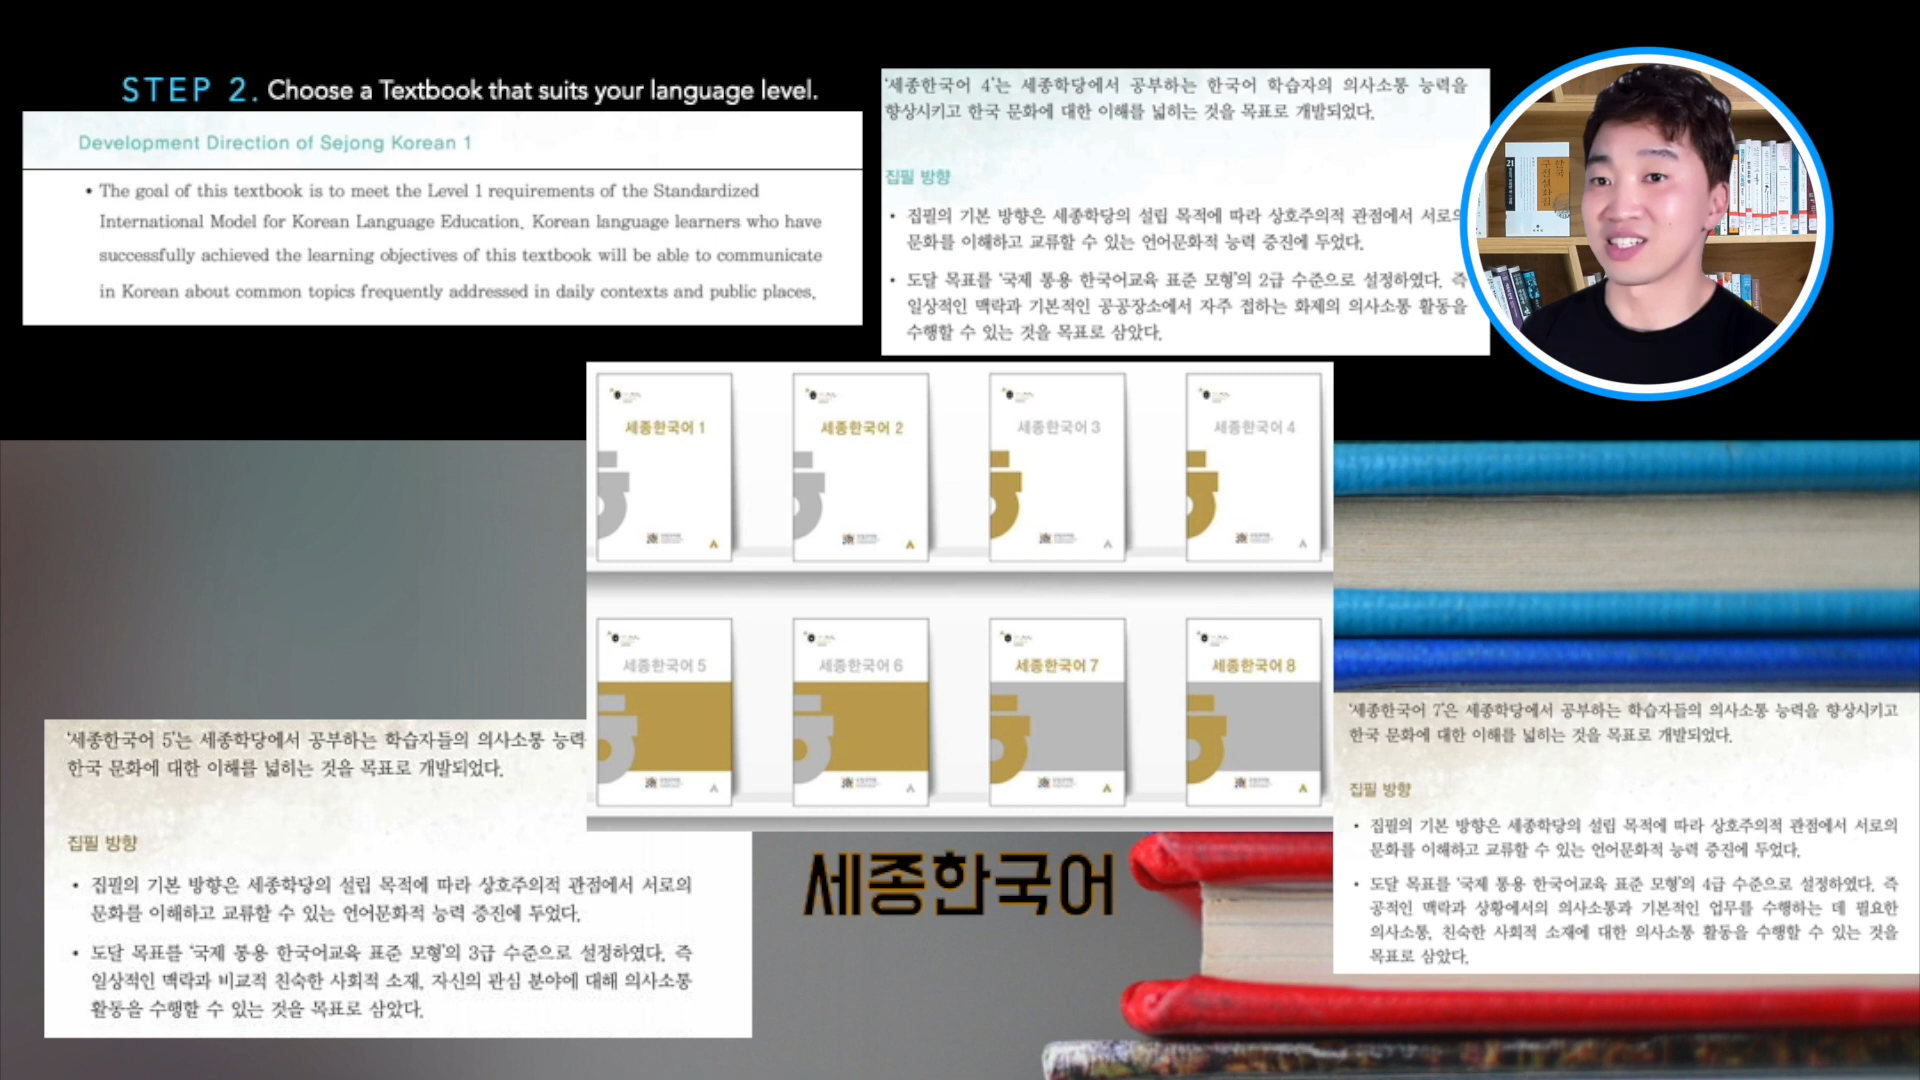 STEP 2. Choose a Textbook that suits your language level.
Development Direction of Sejong Korean 1
• The goal of this textbook is to meet the Level 1 requirements of the Standardized
International Model for Korean Language Education. Korean language learners who have
successfully achieved the learning objectives of this textbook will be able to communicate
in Korean about common topics frequently addressed in daily contexts and public places.
'세종한국어 4'는 세종학당에서 공부하는 한국어 학습자의 의사소통 능력을
향상시키고 한국 문화에 대한 이해를 넓히는 것을 목표로 개발되었다.
집필 방향
• 집필의 기본 방향은 세종학당의 설립 목적에 따라 상호주의적 관점에서 서로의
문화를 이해하고 교류할 수 있는 언어문화적 능력 증진에 두었다.
• 도달 목표를 '국제 통용 한국어교육 표준 모형'의 2급 수준으로 설정하였다. 즉
일상적인 맥락과 기본적인 공공장소에서 자주 접하는 화제의 의사소통 활동을
수행할 수 있는 것을 목표로 삼았다.
21
세종한국어 1
세종한국어 2
세종한국어 3
세종한국어 4
세종한국어 5
세종한국어 6
세종한국어 7
세종한국어 8
'세종한국어 5'는 세종학당에서 공부하는 학습자들의 의사소통 능력
한국 문화에 대한 이해를 넓히는 것을 목표로 개발되었다.
집필 방향
• 집필의 기본 방향은 세종학당의 설립 목적에 따라 상호주의적 관점에서 서로의
문화를 이해하고 교류할 수 있는 언어문화적 능력 증진에 두었다.
• 도달 목표를 '국제 통용 한국어교육 표준 모형'의 3급 수준으로 설정하였다. 즉
일상적인 맥락과 비교적 친숙한 사회적 소재, 자신의 관심 분야에 대해 의사소통
활동을 수행할 수 있는 것을 목표로 삼았다.
세종한국어
'세종한국어 7'은 세종학당에서 공부하는 학습자들의 의사소통 능력을 향상시키고
한국 문화에 대한 이해를 넓히는 것을 목표로 개발되었다.
집필 방향
• 집필의 기본 방향은 세종학당의 설립 목적에 따라 상호주의적 관점에서 서로의
문화를 이해하고 교류할 수 있는 언어문화적 능력 증진에 두었다.
• 도달 목표를 '국제 통용 한국어교육 표준 모형'의 4급 수준으로 설정하였다. 즉
공적인 맥락과 상황에서의 의사소통과 기본적인 업무를 수행하는 데 필요한
의사소통, 친숙한 사회적 소재에 대한 의사소통 활동을 수행할 수 있는 것을
목표로 삼았다.